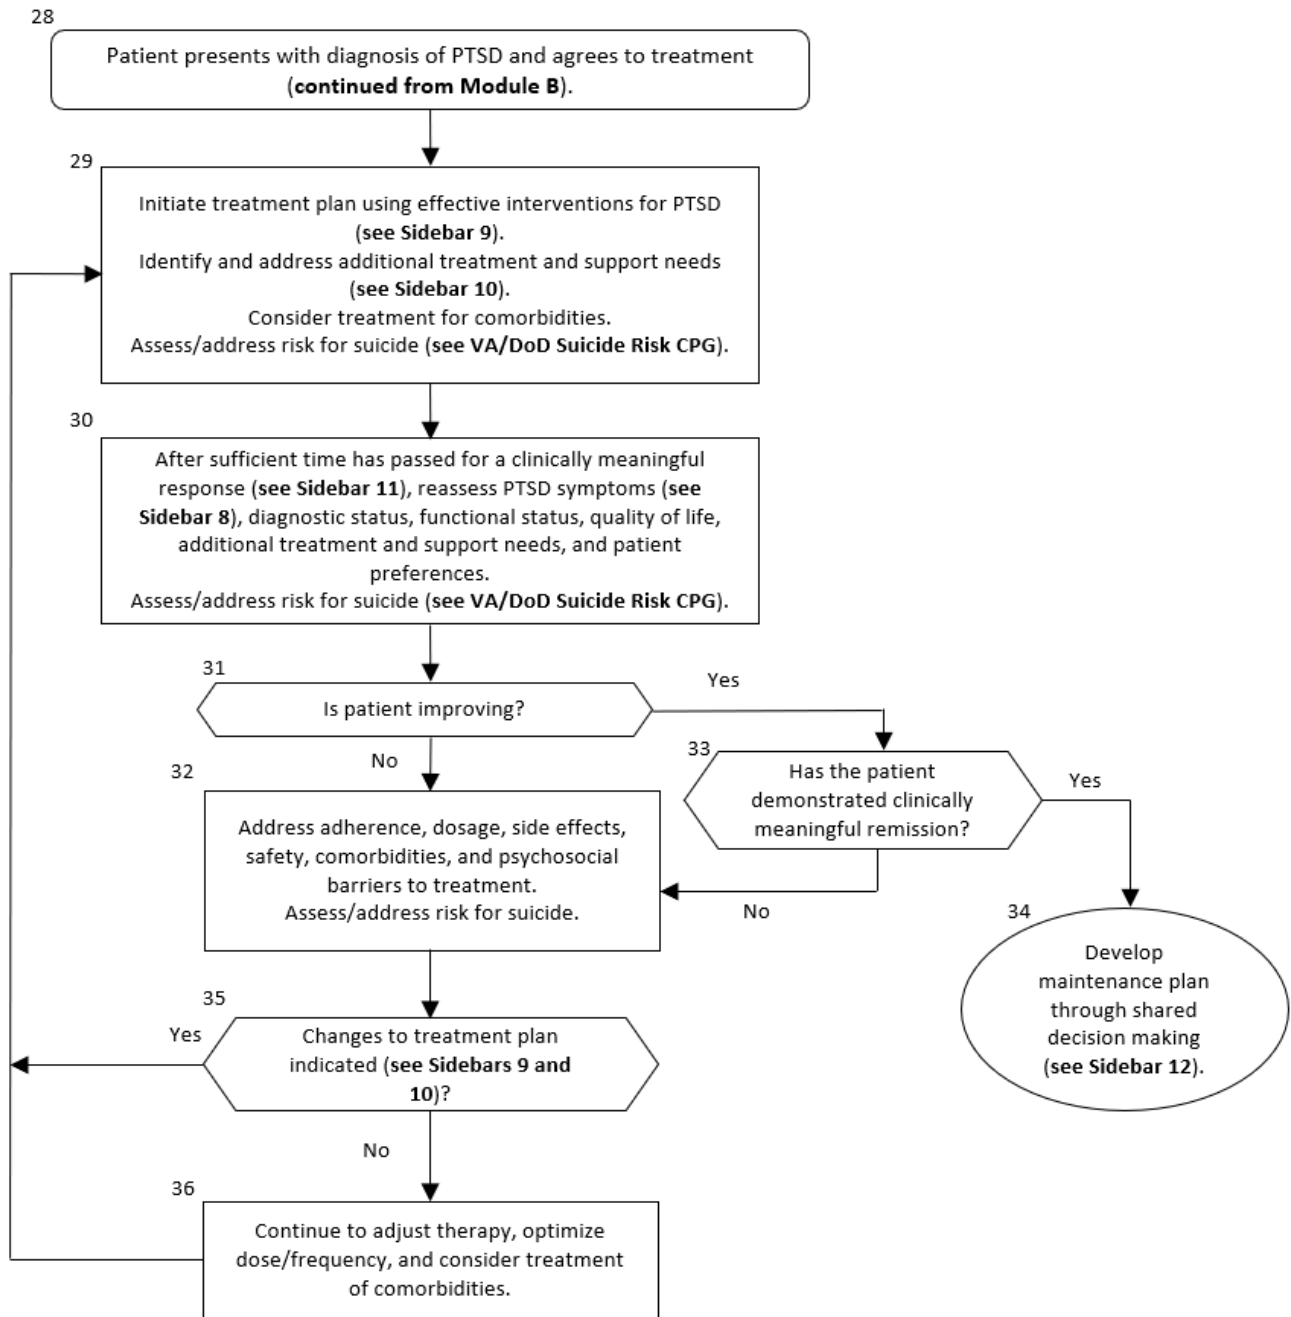 28
Patient presents with diagnosis of PTSD and agrees to treatment
(continued from Module B).
29
Initiate treatment plan using effective interventions for PTSD
(see Sidebar 9).
Identify and address additional treatment and support needs
(see Sidebar 10).
Consider treatment for comorbidities.
Assess/address risk for suicide (see VA/DoD Suicide Risk CPG).
30
After sufficient time has passed for a clinically meaningful
response (see Sidebar 11), reassess PTSD symptoms (see
Sidebar 8), diagnostic status, functional status, quality of life,
additional treatment and support needs, and patient
preferences.
Assess/address risk for suicide (see VA/DoD Suicide Risk CPG).
31
Is patient improving?
Yes
No
33
Has the patient
demonstrated clinically
meaningful remission?
Yes
No
32
Address adherence, dosage, side effects,
safety, comorbidities, and psychosocial
barriers to treatment.
Assess/address risk for suicide.
34
Develop
maintenance plan
through shared
decision making
(see Sidebar 12).
35
Changes to treatment plan
indicated (see Sidebars 9 and
10)?
Yes
No
36
Continue to adjust therapy, optimize
dose/frequency, and consider treatment
of comorbidities.